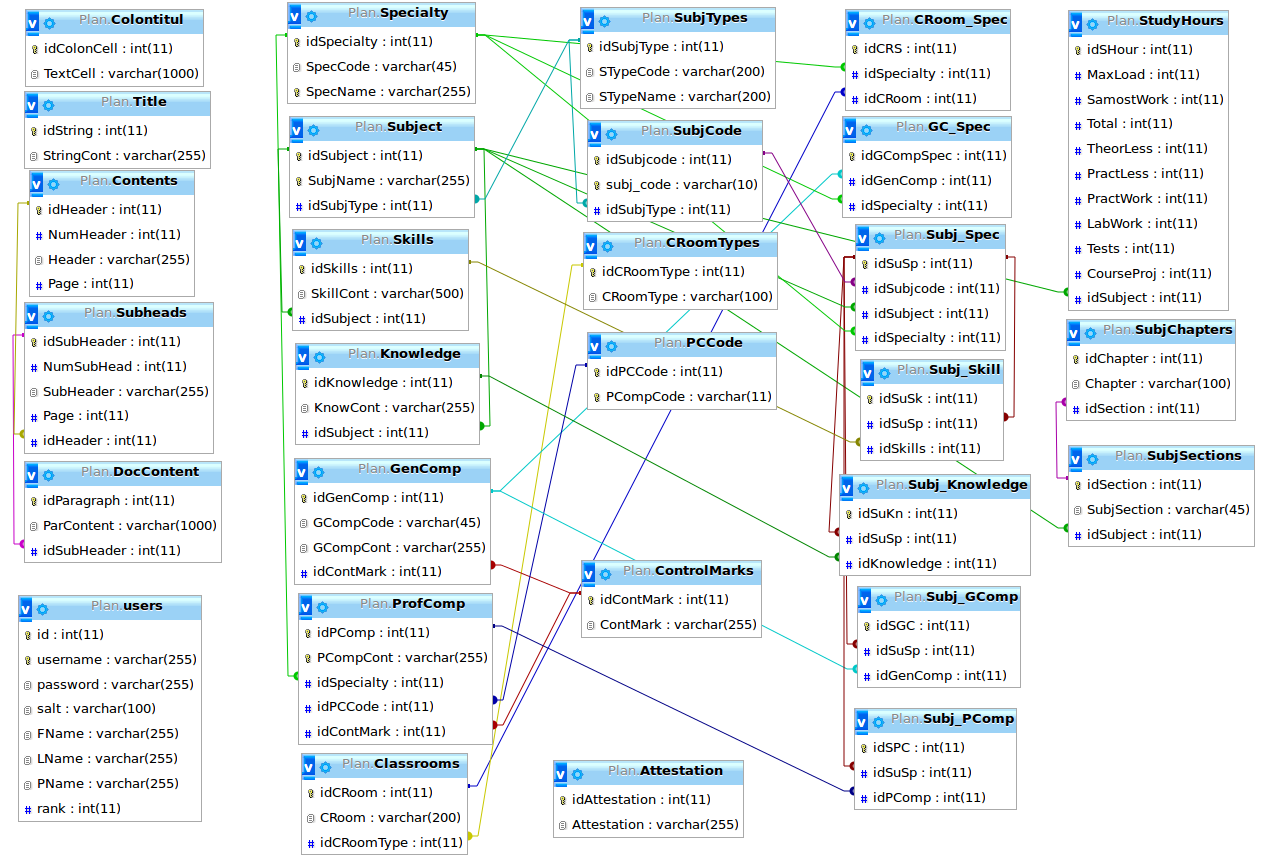 Plan.Colontitul
idColonCell : int(11)
TextCell : varchar(1000)
Plan.Title
idString : int(11)
StringCont : varchar(255)
Plan.Contents
idHeader : int(11)
NumHeader : int(11)
Header : varchar(255)
Page : int(11)
Plan.Subheads
idSubHeader : int(11)
NumSubHead : int(11)
SubHeader : varchar(255)
Page : int(11)
idHeader : int(11)
Plan.DocContent
idParagraph : int(11)
ParContent : varchar(1000)
idSubHeader : int(11)
Plan.users
id : int(11)
username : varchar(255)
password : varchar(255)
salt : varchar(100)
FName : varchar(255)
LName : varchar(255)
PName : varchar(255)
rank : int(11)
Plan.Specialty
idSpecialty : int(11)
SpecCode : varchar(45)
SpecName : varchar(255)
Plan.Subject
idSubject : int(11)
SubjName : varchar(255)
idSubjType : int(11)
Plan.Skills
idSkills : int(11)
SkillCont : varchar(500)
idSubject : int(11)
Plan.Knowledge
idKnowledge : int(11)
KnowCont : varchar(255)
idSubject : int(11)
Plan.GenComp
idGenComp : int(11)
GCompCode : varchar(45)
GCompCont : varchar(255)
idContMark : int(11)
Plan.ProfComp
idPComp : int(11)
PCompCont : varchar(255)
idSpecialty : int(11)
idPCCode : int(11)
idContMark : int(11)
Plan.Classrooms
idCRoom : int(11)
CRoom : varchar(200)
idCRoomType : int(11)
Plan.SubjTypes
idSubjType : int(11)
STypeCode : varchar(200)
STypeName : varchar(200)
Plan.SubjCode
idSubjcode : int(11)
subj_code : varchar(10)
idSubjType : int(11)
Plan.CRoomTypes
idCRoomType : int(11)
CRoomType : varchar(100)
Plan.PCCode
idPCCode : int(11)
PCompCode : varchar(11)
Plan.ControlMarks
idContMark : int(11)
ContMark : varchar(255)
Plan.Attestation
idAttestation : int(11)
Attestation : varchar(255)
Plan.CRoom_Spec
idCRS : int(11)
idSpecialty : int(11)
idCRoom : int(11)
Plan.GC_Spec
idGCompSpec : int(11)
idGenComp : int(11)
idSpecialty : int(11)
Plan.Subj_Spec
idSuSp : int(11)
idSubjcode : int(11)
idSubject : int(11)
idSpecialty : int(11)
Plan.Subj_Skill
idSuSk : int(11)
idSuSp : int(11)
idSkills : int(11)
Plan.Subj_Knowledge
idSuKn : int(11)
idSuSp : int(11)
idKnowledge : int(11)
Plan.Subj_GComp
idSGC : int(11)
idSuSp : int(11)
idGenComp : int(11)
Plan.Subj_PComp
idSPC : int(11)
idSuSp : int(11)
idPComp : int(11)
Plan.StudyHours
idSHour : int(11)
MaxLoad : int(11)
SamostWork : int(11)
Total : int(11)
TheorLess : int(11)
PractLess : int(11)
PractWork : int(11)
LabWork : int(11)
Tests : int(11)
CourseProj : int(11)
idSubject : int(11)
Plan.SubjChapters
idChapter : int(11)
Chapter : varchar(100)
idSection : int(11)
Plan.SubjSections
idSection : int(11)
SubjSection : varchar(45)
idSubject : int(11)